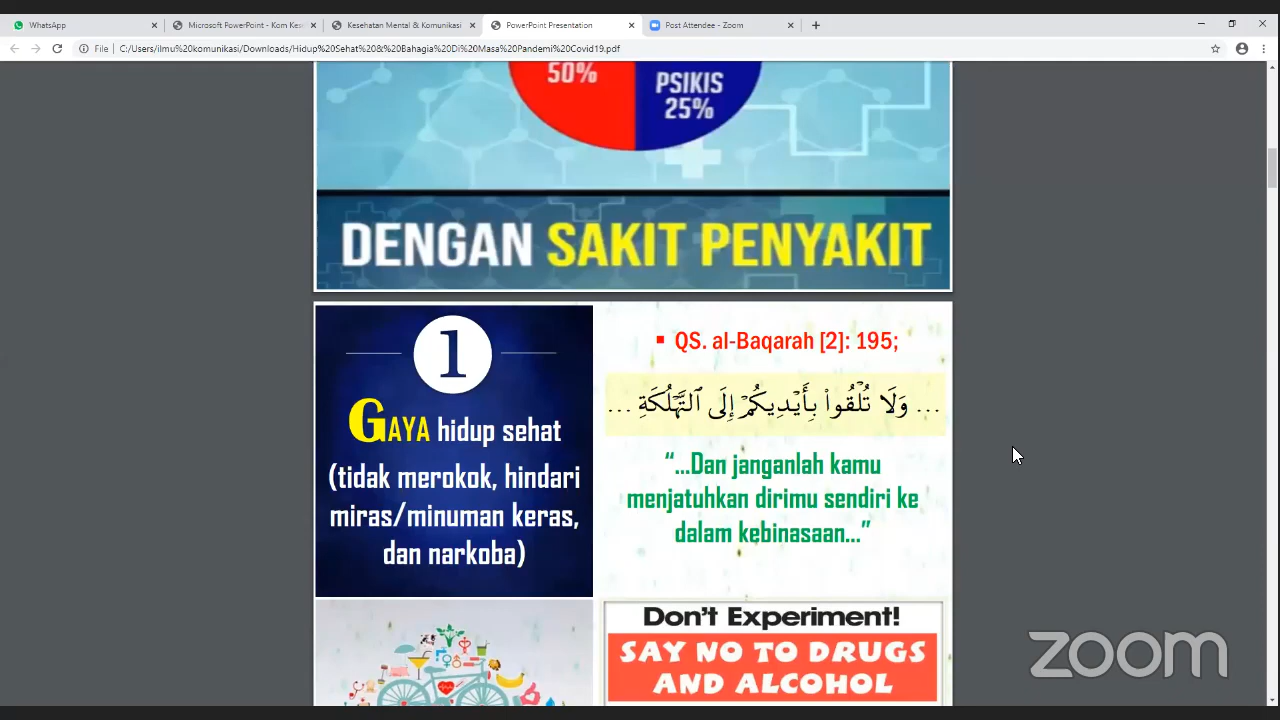 WhatsApp
Microsoft PowerPoint - Kom Kese
Kesehatan Mental & Komunikasi
PowerPoint Presentation
Post Attendee - Zoom
File
C:/Users/ilmu%20komunikasi/Downloads/Hidup%20Sehat%20&%20Bahagia%20Di%20Masa%20Pandemi%20Covid19.pdf
50%
PSIKIS
25%
DENGAN SAKIT PENYAKIT
1
GAYA hidup sehat
(tidak merokok, hindari
miras/minuman keras,
dan narkoba)
QS. al-Baqarah [2]: 195;
... وَلَا تُلْقُوا۟ بِأَيْدِيكُمْ إِلَى ٱلتَّهْلُكَةِ ...
“...Dan janganlah kamu
menjatuhkan dirimu sendiri ke
dalam kebinasaan...”
Don't Experiment!
SAY NO TO DRUGS
AND ALCOHOL
zoom